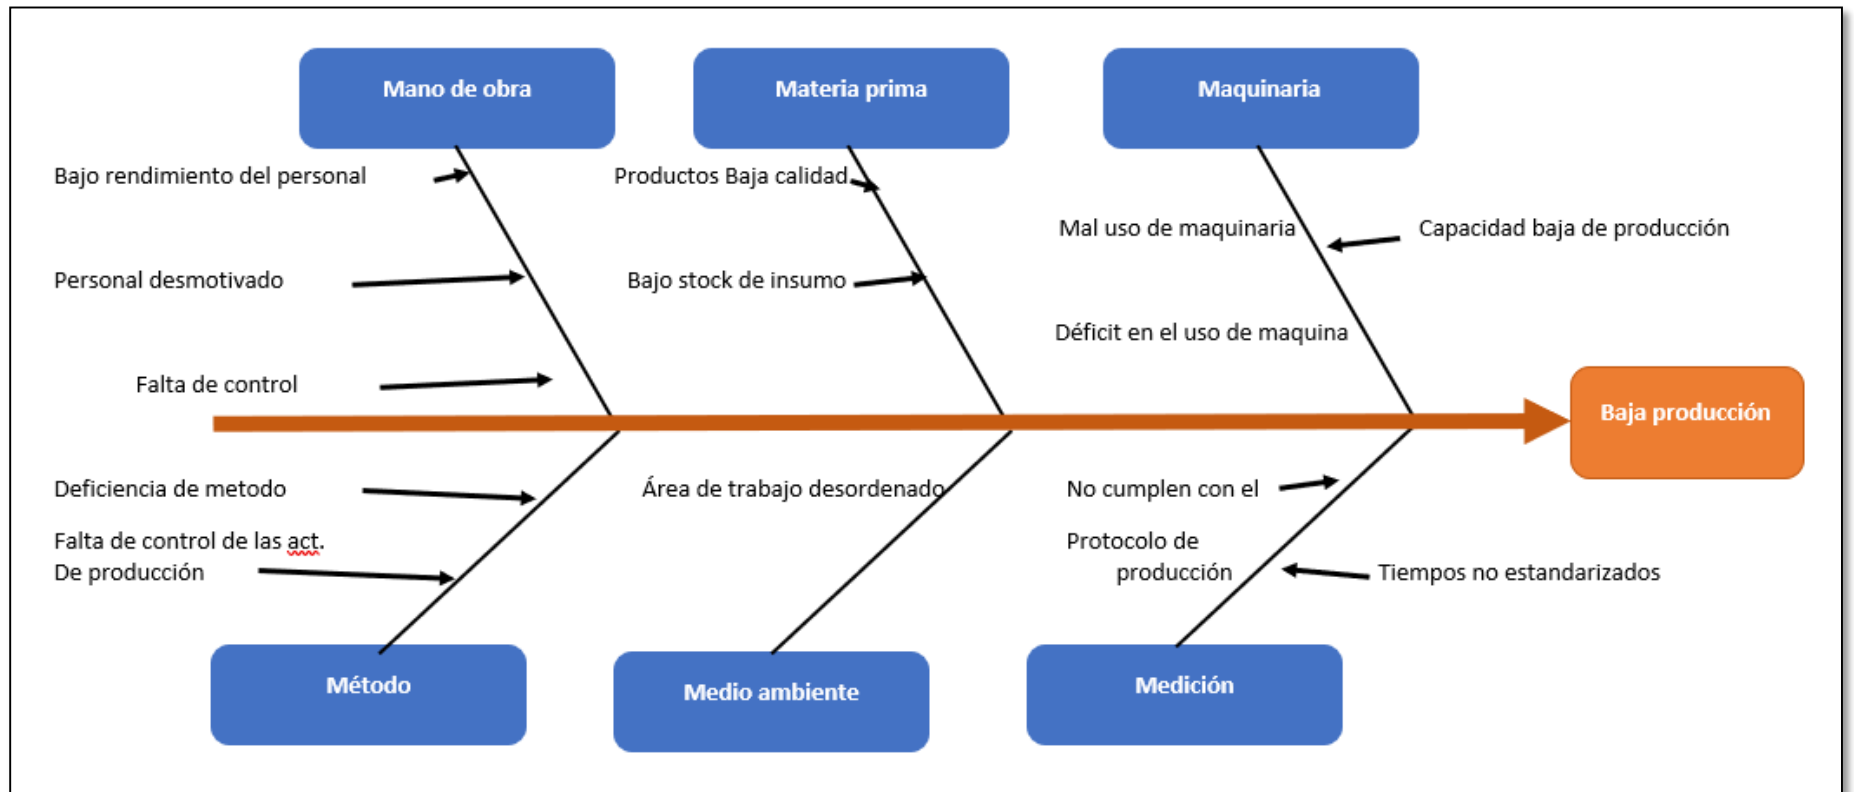 Mano de obra
Materia prima
Maquinaria
Bajo rendimiento del personal
Productos Baja calidad
Mal uso de maquinaria
Capacidad baja de producción
Personal desmotivado
Bajo stock de insumo
Déficit en el uso de maquina
Falta de control
Baja producción
Deficiencia de metodo
Área de trabajo desordenado
No cumplen con el
Falta de control de las act.
Protocolo de
De producción
producción
Tiempos no estandarizados
Método
Medio ambiente
Medición